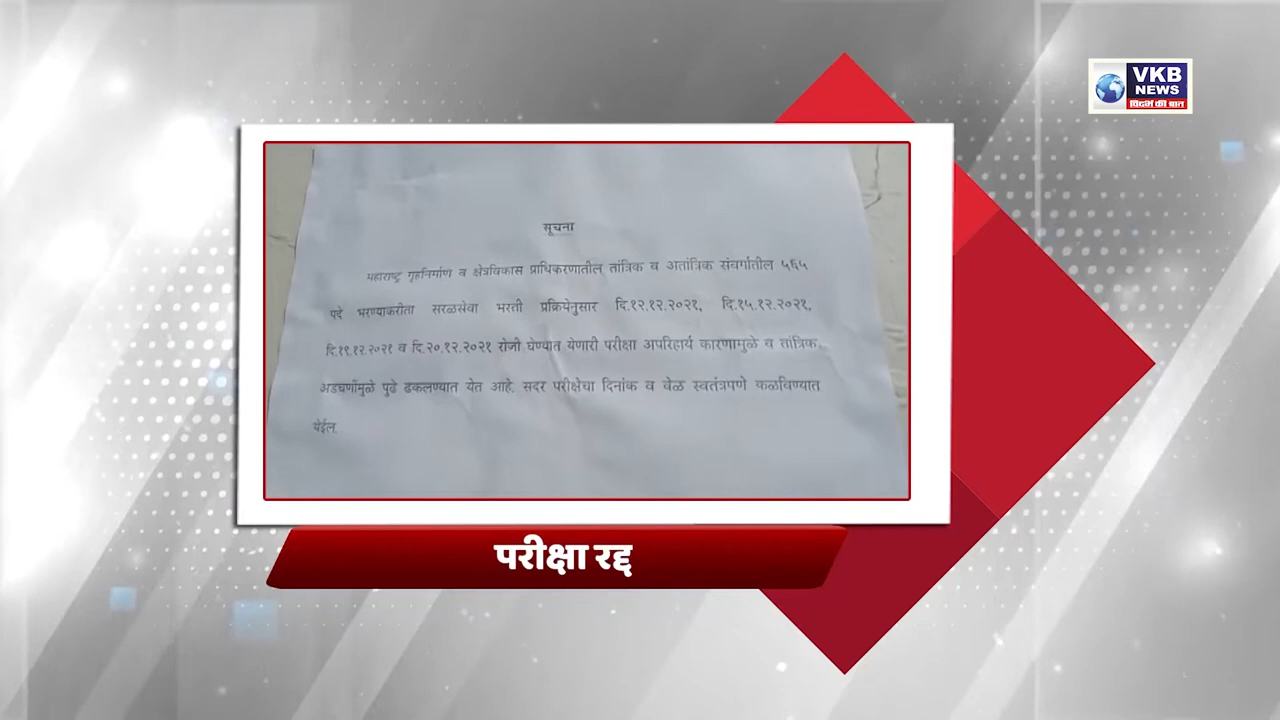 VKB
NEWS
विदर्भ की बात
सूचना
महाराष्ट्र गृहनिर्माण व क्षेत्रविकास प्राधिकरणातील तांत्रिक व अतांत्रिक संवर्गातील ५६५
पदे भरण्याकरीता सरळसेवा भरती प्रक्रियेनुसार दि.१२.१२.२०२१, दि.१५.१२.२०२१,
दि.१९.१२.२०२१ व दि.२०.१२.२०२१ रोजी घेण्यात येणारी परीक्षा अपरिहार्य कारणामुळे व तांत्रिक
अडचणींमुळे पुढे ढकलण्यात येत आहे. सदर परीक्षेचा दिनांक व वेळ स्वतंत्रपणे कळविण्यात
येईल.
परीक्षा रद्द